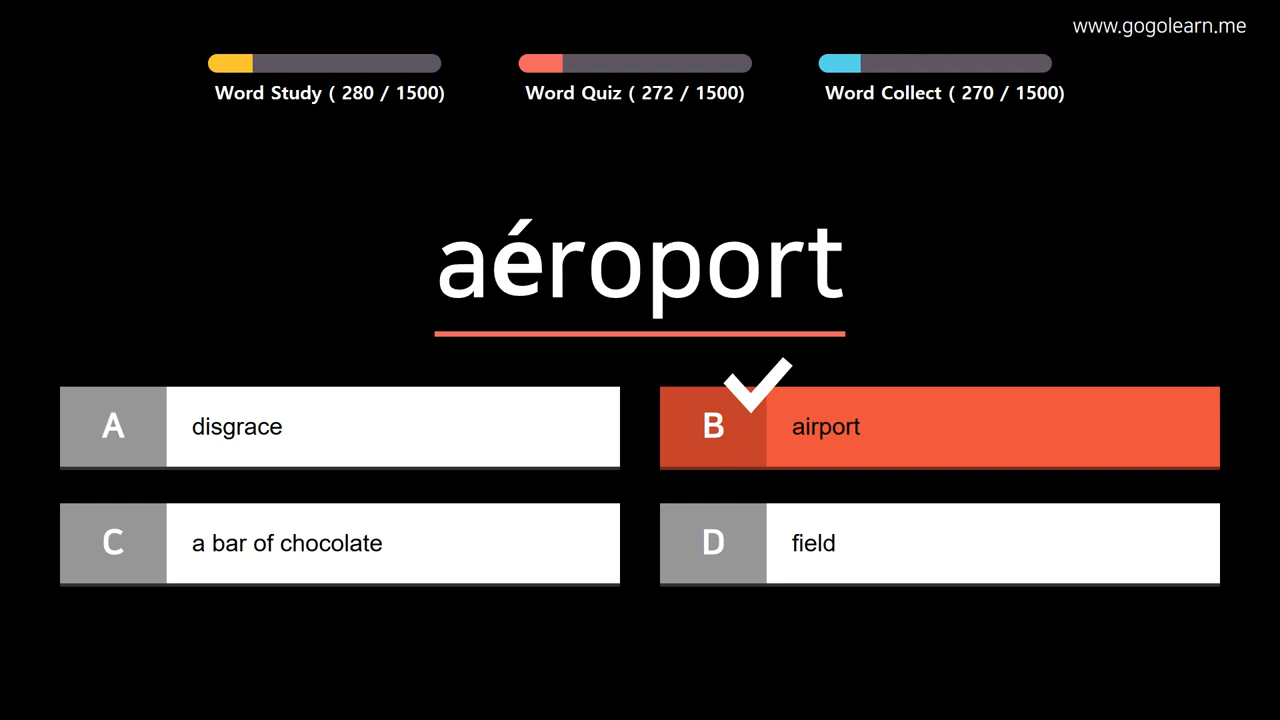 www.gogolearn.me
Word Study ( 280 / 1500)
Word Quiz ( 272 / 1500)
Word Collect ( 270 / 1500)
aéroport
A
disgrace
B
airport
C
a bar of chocolate
D
field